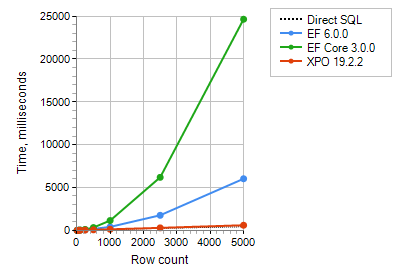 Direct SQL
EF 6.0.0
EF Core 3.0.0
XPO 19.2.2
Time, milliseconds
25000
20000
15000
10000
5000
0
0 1000 2000 3000 4000 5000
Row count